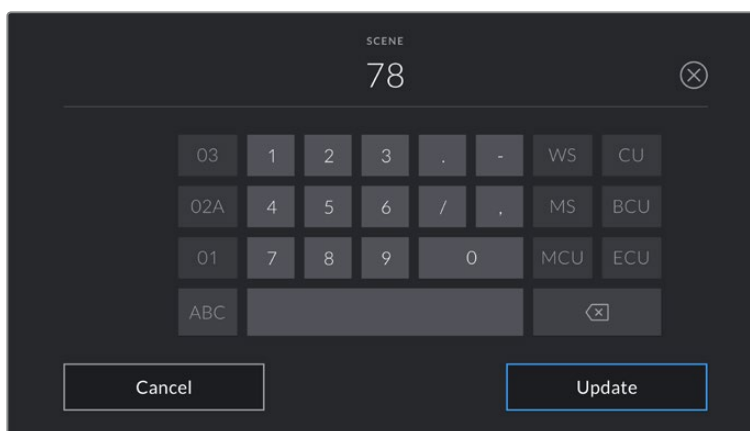 SCENE
78
03 1 2 3 . - WS CU
02A 4 5 6 / , MS BCU
01 7 8 9 0 MCU ECU
ABC
Cancel Update